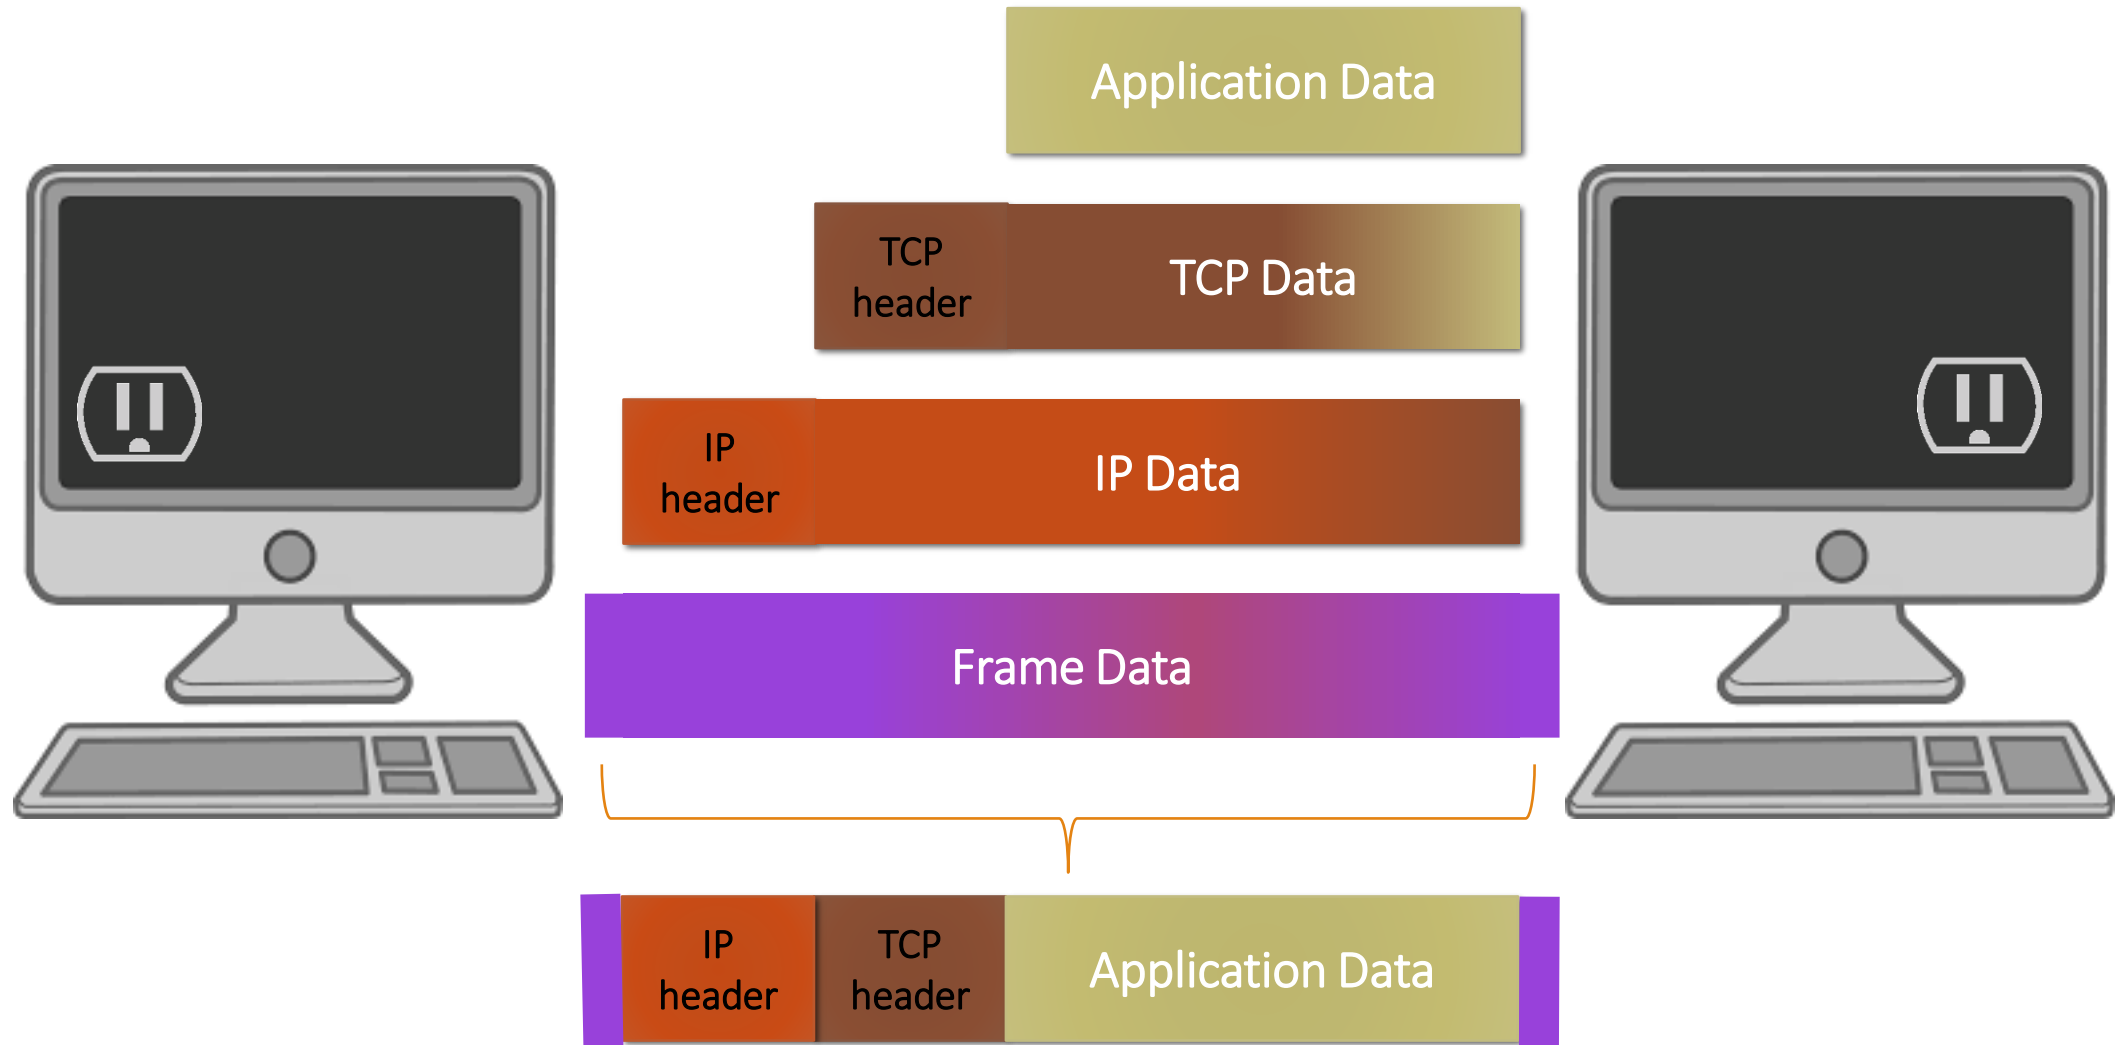 Application Data
TCP
header
TCP Data
IP
header
IP Data
Frame Data
IP
header
TCP
header
Application Data